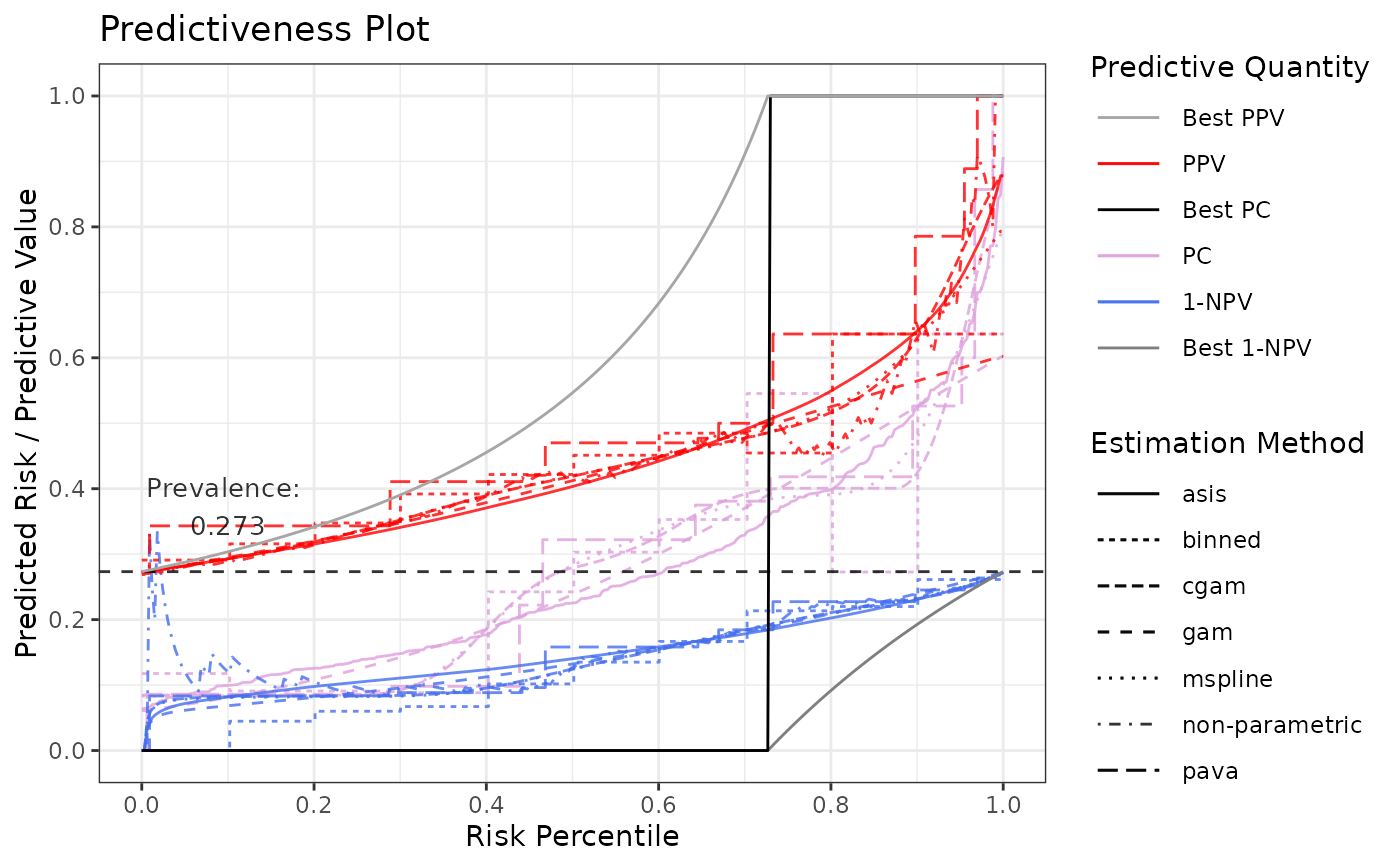 Predictiveness Plot
Predicted Risk / Predictive Value
1.0
0.8
0.6
0.4
0.2
0.0
Prevalence:
0.273
0.0
0.2
0.4
0.6
0.8
1.0
Risk Percentile
Predictive Quantity
Best PPV
PPV
Best PC
PC
1-NPV
Best 1-NPV
Estimation Method
asis
binned
cgam
gam
mspline
non-parametric
pava